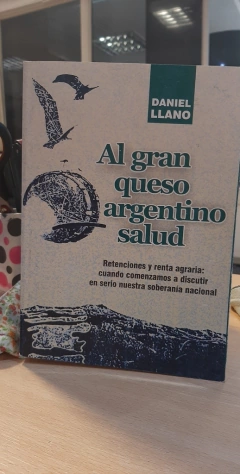 DANIEL
LLANO
Al gran
queso
argentino
salud
Retenciones y renta agraria:
cuando comenzamos a discutir
en serio nuestra soberanía nacional